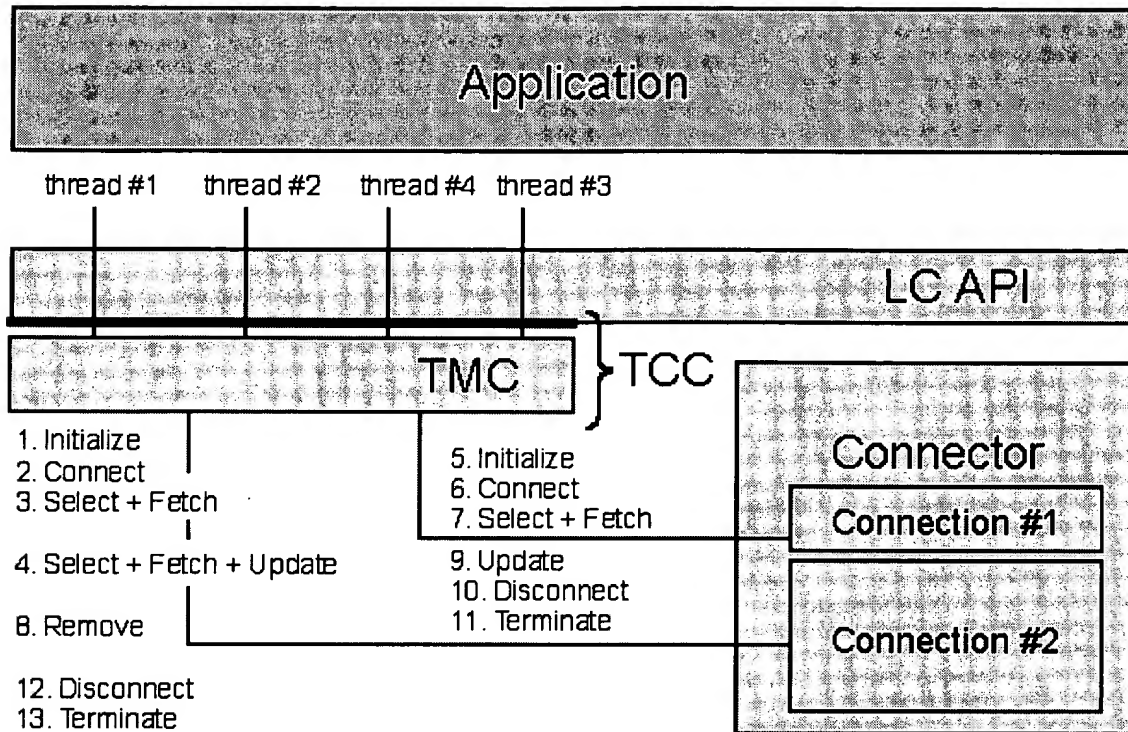 Application
thread #1 thread #2 thread #4 thread #3
LC API
TMC
TCC
1. Initialize
2. Connect
3. Select + Fetch
4. Select + Fetch + Update
8. Remove
12. Disconnect
13. Terminate
5. Initialize
6. Connect
7. Select + Fetch
9. Update
10. Disconnect
11. Terminate
Connector
Connection #1
Connection #2